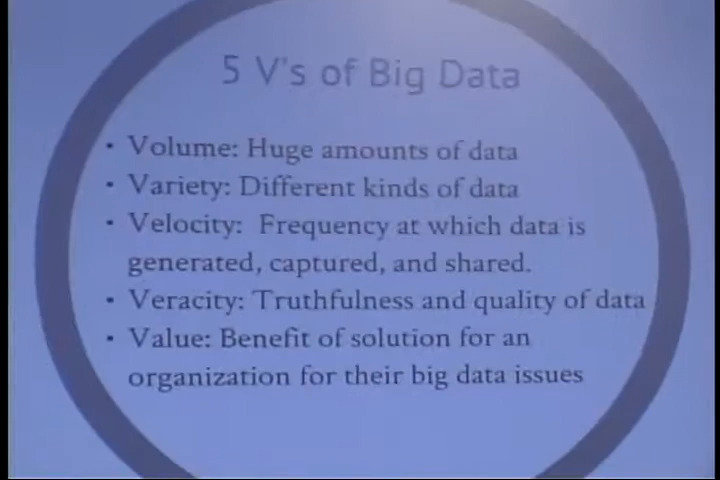 5 V's of Big Data
• Volume: Huge amounts of data
• Variety: Different kinds of data
• Velocity: Frequency at which data is
generated, captured, and shared.
• Veracity: Truthfulness and quality of data
• Value: Benefit of solution for an
organization for their big data issues